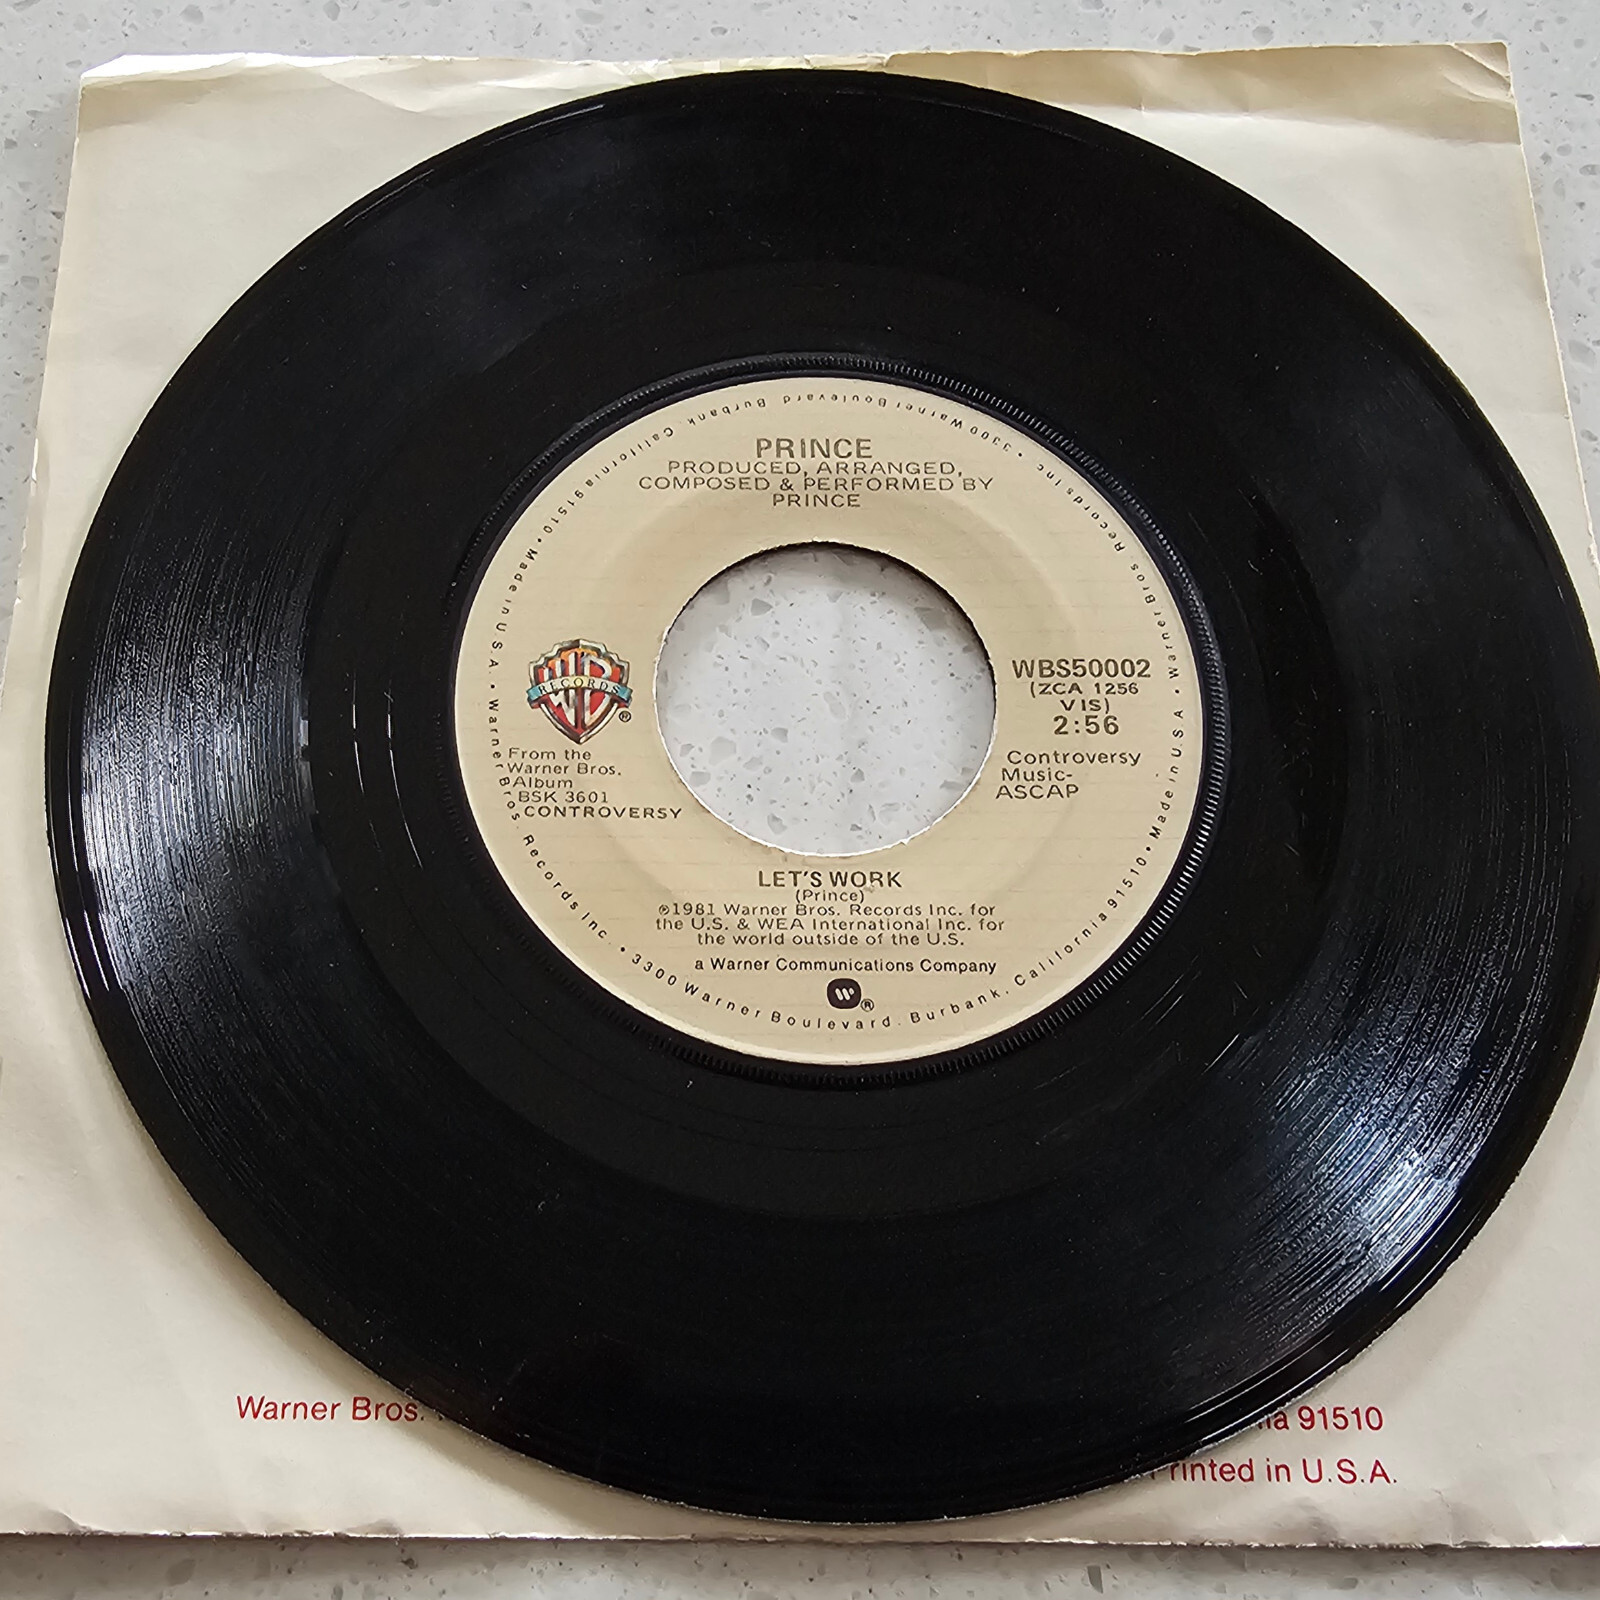 PRINCE
PRODUCED, ARRANGED,
COMPOSED & PERFORMED BY
PRINCE
WB
RECORDS
®
From the
Warner Bros.
Album
BSK 3601
CONTROVERSY
WBS50002
(ZCA 1256
VIS)
2:56
Controversy
Music-
ASCAP
LET'S WORK
(Prince)
℗1981 Warner Bros. Records Inc. for
the U.S. & WEA International Inc. for
the world outside of the U.S.
a Warner Communications Company
W®
Warner Bros. Records Inc. • 3300 Warner Boulevard. Burbank. California 91510 • Made in U.S.A. • Warner Bros. Records Inc. • 3300 Warner Boulevard Burbank. California 91510 • Made in U.S.A. •
Warner Bros.
91510
Printed in U.S.A.